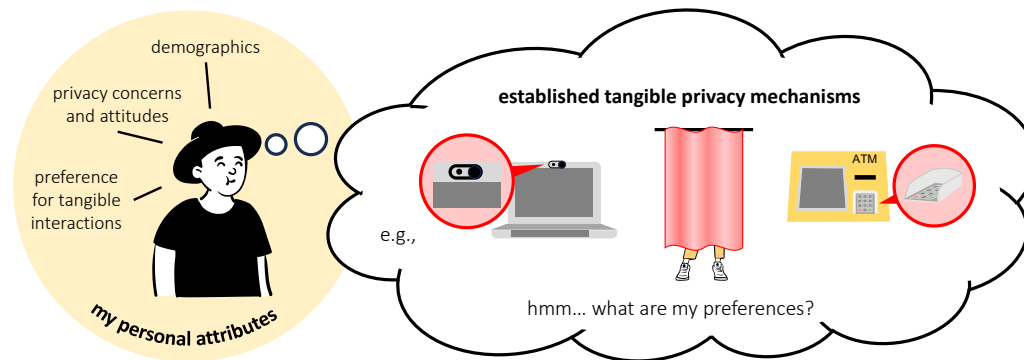 demographics
privacy concerns
and attitudes
preference
for tangible
interactions
my personal attributes
established tangible privacy mechanisms
ATM
e.g.,
hmm... what are my preferences?